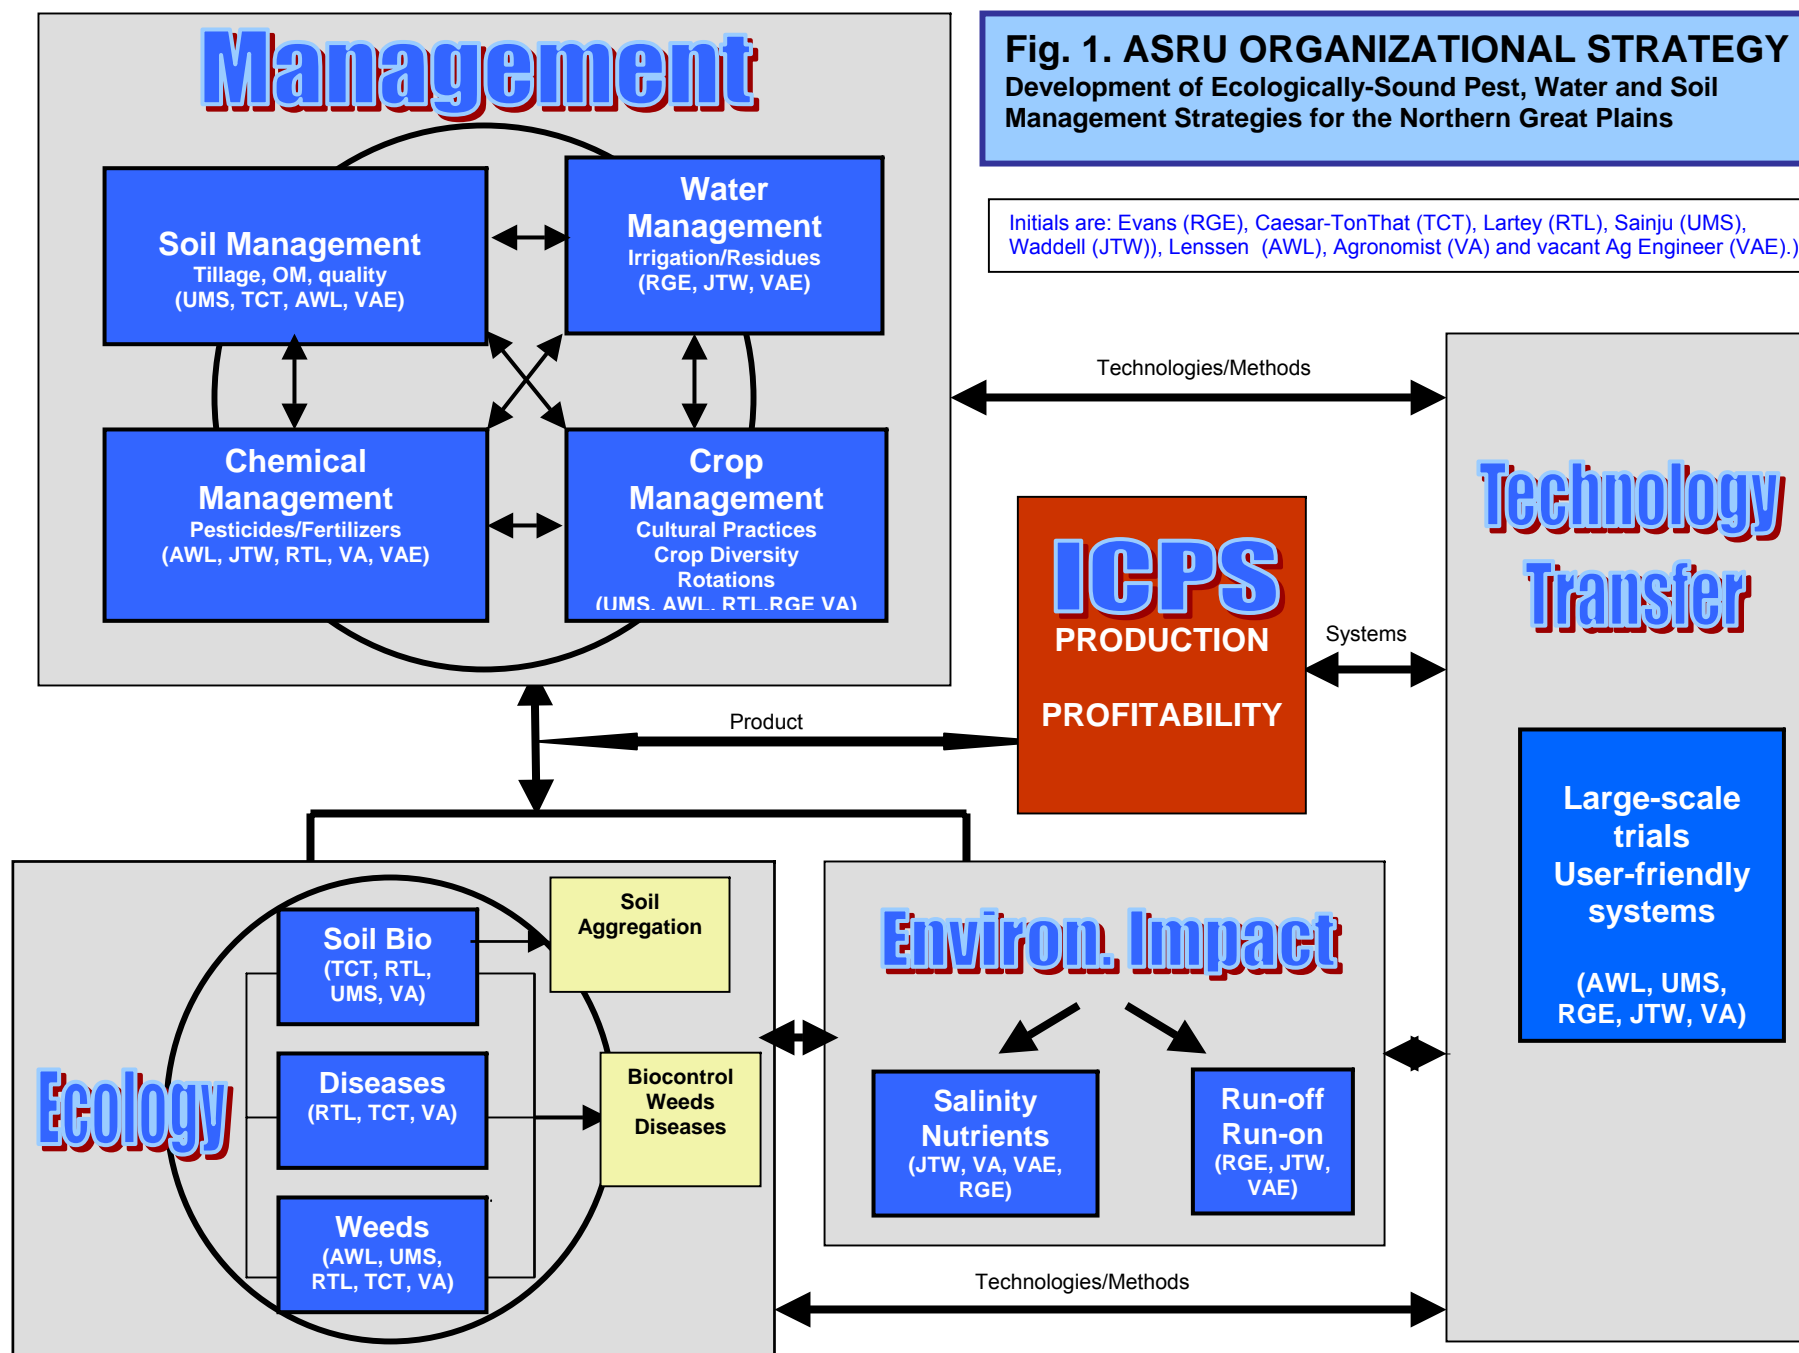 Management
Fig. 1. ASRU ORGANIZATIONAL STRATEGY
Development of Ecologically-Sound Pest, Water and Soil
Management Strategies for the Northern Great Plains
Initials are: Evans (RGE), Caesar-TonThat (TCT), Lartey (RTL), Sainju (UMS),
Waddell (JTW)), Lenssen (AWL), Agronomist (VA) and vacant Ag Engineer (VAE).)
Soil Management
Tillage, OM, quality
(UMS, TCT, AWL, VAE)
Water
Management
Irrigation/Residues
(RGE, JTW, VAE)
Chemical
Management
Pesticides/Fertilizers
(AWL, JTW, RTL, VA, VAE)
Crop
Management
Cultural Practices
Crop Diversity
Rotations
(UMS, AWL, RTL.RGE VA)
Technologies/Methods
ICPS
PRODUCTION
PROFITABILITY
Systems
Product
Technology
Transfer
Large-scale
trials
User-friendly
systems
(AWL, UMS,
RGE, JTW, VA)
Ecology
Soil Bio
(TCT, RTL,
UMS, VA)
Soil
Aggregation
Diseases
(RTL, TCT, VA)
Biocontrol
Weeds
Diseases
Weeds
(AWL, UMS,
RTL, TCT, VA)
Environ. Impact
Salinity
Nutrients
(JTW, VA, VAE,
RGE)
Run-off
Run-on
(RGE, JTW,
VAE)
Technologies/Methods